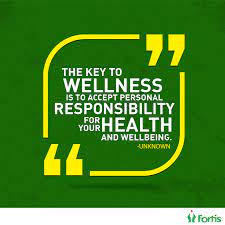 THE KEY TO
WELLNESS
IS TO ACCEPT PERSONAL
RESPONSIBILITY
FOR YOUR HEALTH
AND WELLBEING.
-UNKNOWN
Fortis